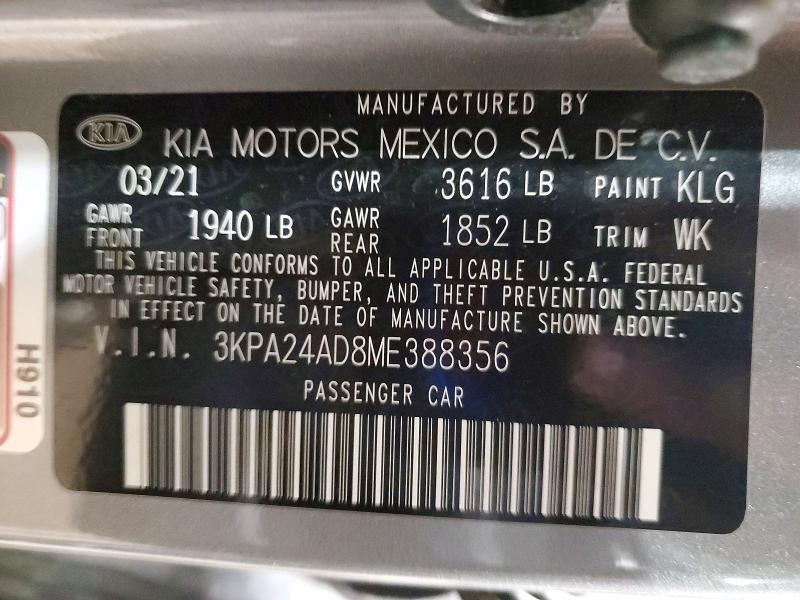 MANUFACTURED BY
KIA KIA MOTORS MEXICO S.A. DE C.V.
03/21 GVWR 3616 LB PAINT KLG
GAWR FRONT 1940 LB GAWR REAR 1852 LB TRIM WK
THIS VEHICLE CONFORMS TO ALL APPLICABLE U.S.A. FEDERAL
MOTOR VEHICLE SAFETY, BUMPER, AND THEFT PREVENTION STANDARDS
IN EFFECT ON THE DATE OF MANUFACTURE SHOWN ABOVE.
V.I.N. 3KPA24AD8ME388356
PASSENGER CAR
H910